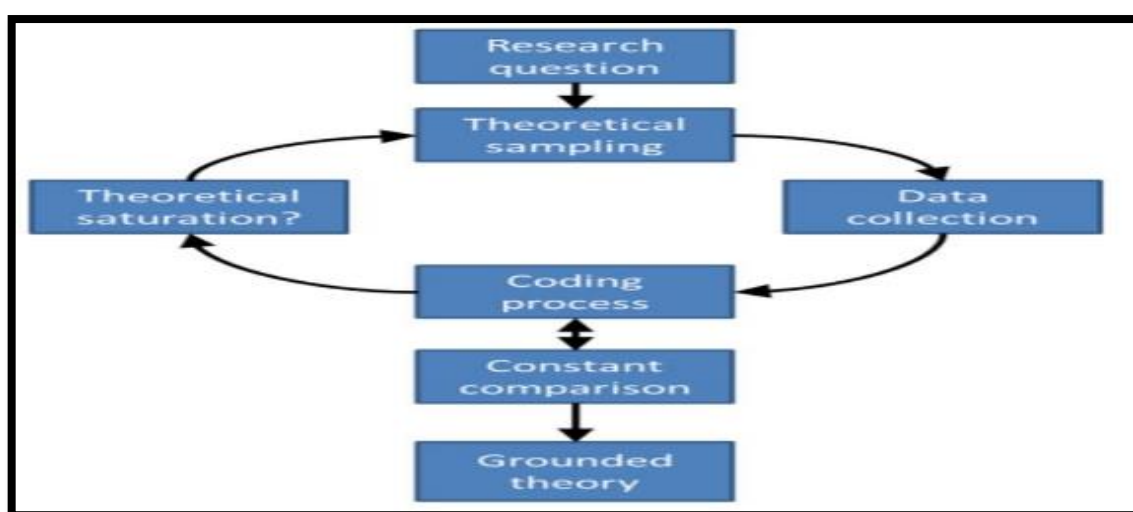 Research
question
Theoretical
sampling
Theoretical
saturation?
Data
collection
Coding
process
Constant
comparison
Grounded
theory